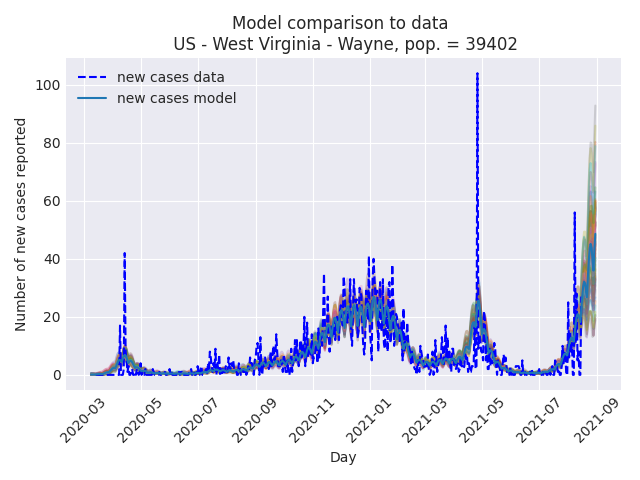 Model comparison to data
US - West Virginia - Wayne, pop. = 39402
new cases data
new cases model
Number of new cases reported
100
80
60
40
20
0
2020-03
2020-05
2020-07
2020-09
2020-11
2021-01
2021-03
2021-05
2021-07
2021-09
Day